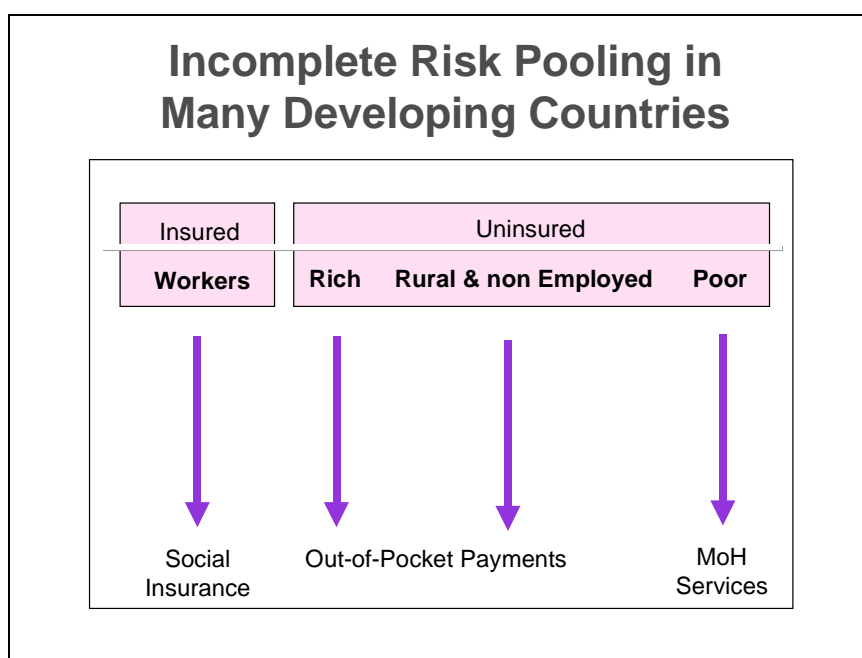 Incomplete Risk Pooling in
Many Developing Countries
Insured
Uninsured
Workers
Rich
Rural & non Employed
Poor
Social
Insurance
Out-of-Pocket Payments
MoH
Services